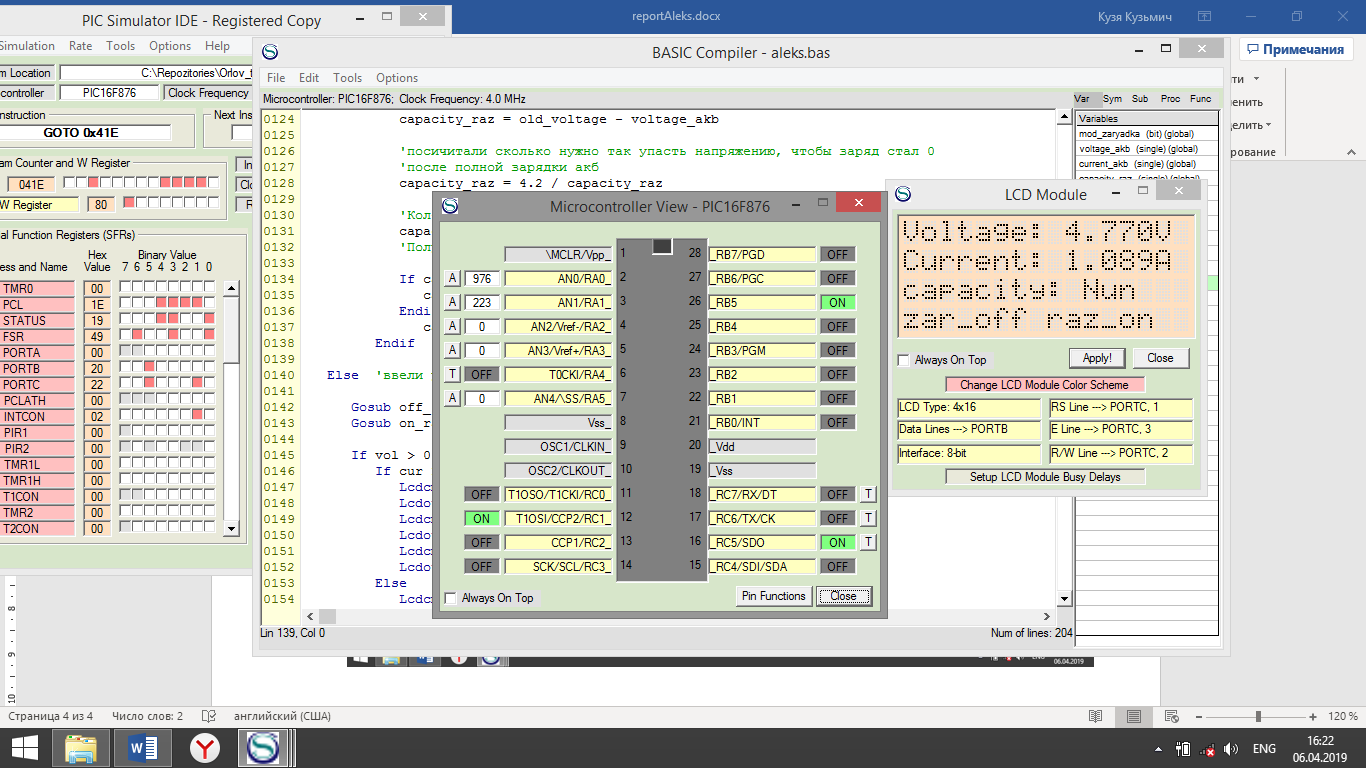 PIC Simulator IDE - Registered Copy
Simulation Rate Tools Options Help
m Location
C:\Repozitories\Orlov_t
controller PIC16F876 Clock Frequency
nstruction Next Ins
GOTO 0x41E
am Counter and W Register
041E
W Register 80
al Function Registers (SFRs)
Hex Binary Value
ess and Name Value 7 6 5 4 3 2 1 0
TMR0 00
PCL 1E
STATUS 19
FSR 49
PORTA 00
PORTB 20
PORTC 22
PCLATH 00
INTCON 02
PIR1 00
PIR2 00
TMR1L 00
TMR1H 00
T1CON 00
TMR2 00
T2CON 00
reportAleks.docx
Кузя Кузьмич
Примечания
BASIC Compiler - aleks.bas
File Edit Tools Options
Microcontroller: PIC16F876; Clock Frequency: 4.0 MHz
0124 capacity_raz = old_voltage - voltage_akb
0125
0126 'посичитали сколько нужно так упасть напряжению, чтобы заряд стал 0
0127 'после полной зарядки акб
0128 capacity_raz = 4.2 / capacity_raz
0129
0130 'Кол
0131 capa
0132 'Пол
0133
0134 If c
0135 c
0136 Endi
0137 c
0138 Endif
0139
0140 Else 'ввели
0141
0142 Gosub off_
0143 Gosub on_r
0144
0145 If vol > 0
0146 If cur
0147 Lcdc
0148 Lcdo
0149 Lcdc
0150 Lcdo
0151 Lcdc
0152 Lcdo
0153 Else
0154 Lcdc
Lin 139, Col 0 Num of lines: 204
Var Sym Sub Proc Func
Variables
mod_zaryadka (bit) (global)
voltage_akb (single) (global)
current_akb (single) (global)
Microcontroller View - PIC16F876
\MCLR/Vpp_ 1 28 _RB7/PGD OFF
A 976 AN0/RA0_ 2 27 _RB6/PGC OFF
A 223 AN1/RA1_ 3 26 _RB5 ON
A 0 AN2/Vref-/RA2_ 4 25 _RB4 OFF
A 0 AN3/Vref+/RA3_ 5 24 _RB3/PGM OFF
T OFF T0CKI/RA4_ 6 23 _RB2 OFF
A 0 AN4/\SS/RA5_ 7 22 _RB1 OFF
Vss_ 8 21 _RB0/INT OFF
OSC1/CLKIN_ 9 20 _Vdd
OSC2/CLKOUT_ 10 19 _Vss
OFF T1OSO/T1CKI/RC0_ 11 18 _RC7/RX/DT OFF T
ON T1OSI/CCP2/RC1_ 12 17 _RC6/TX/CK OFF T
OFF CCP1/RC2_ 13 16 _RC5/SDO ON T
OFF SCK/SCL/RC3_ 14 15 _RC4/SDI/SDA OFF
Always On Top Pin Functions Close
LCD Module
Voltage: 4.770V
Current: 1.089A
capacity: Nun
zar_off raz_on
Always On Top Apply! Close
Change LCD Module Color Scheme
LCD Type: 4x16 RS Line ---> PORTC, 1
Data Lines ---> PORTB E Line ---> PORTC, 3
Interface: 8-bit R/W Line ---> PORTC, 2
Setup LCD Module Busy Delays
Страница 4 из 4 Число слов: 2 английский (США) 120 %
ENG 16:22
06.04.2019